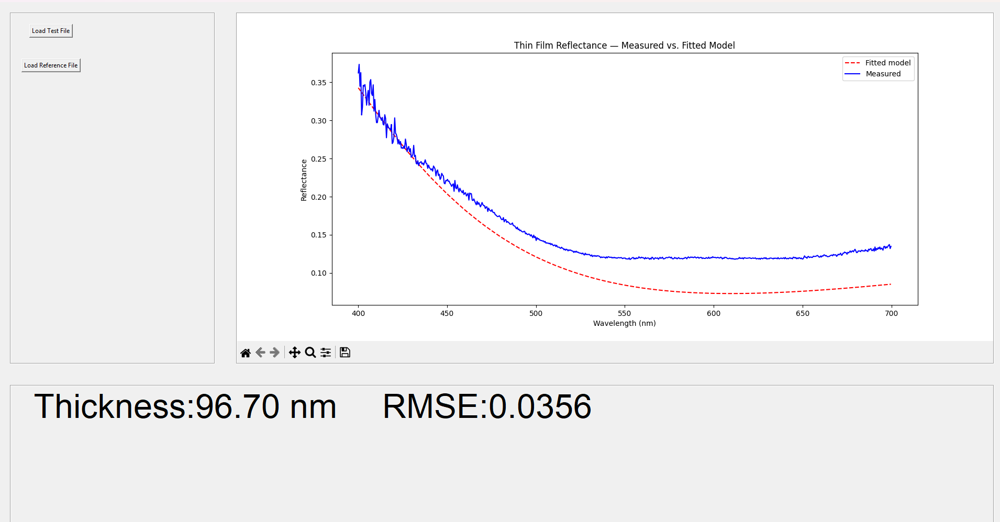 Load Test File
Load Reference File
Thin Film Reflectance — Measured vs. Fitted Model
Fitted model
Measured
Reflectance
0.35
0.30
0.25
0.20
0.15
0.10
400 450 500 550 600 650 700
Wavelength (nm)
Thickness:96.70 nm RMSE:0.0356